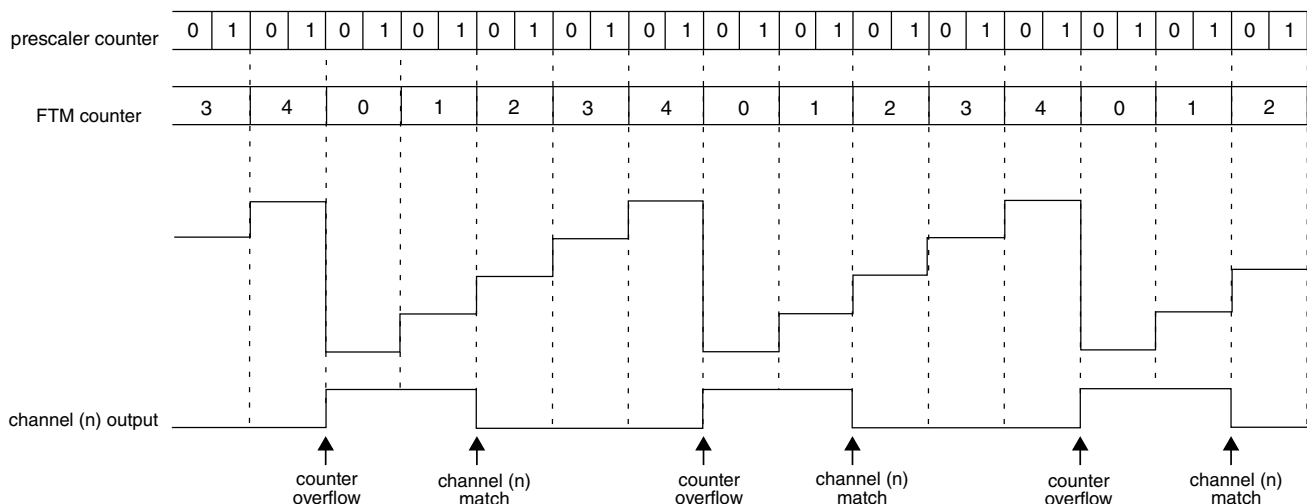 prescaler counter 0 1 0 1 0 1 0 1 0 1 0 1 0 1 0 1 0 1 0 1 0 1 0 1 0 1 0 1 0 1
FTM counter 3 4 0 1 2 3 4 0 1 2 3 4 0 1 2
channel (n) output
counter overflow channel (n) match counter overflow channel (n) match counter overflow channel (n) match